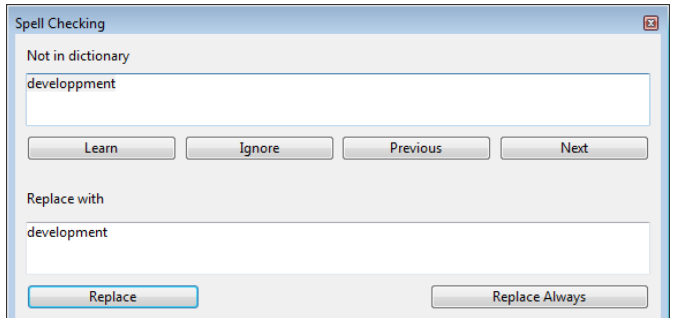 Spell Checking
Not in dictionary
developpment
Learn Ignore Previous Next
Replace with
development
Replace Replace Always